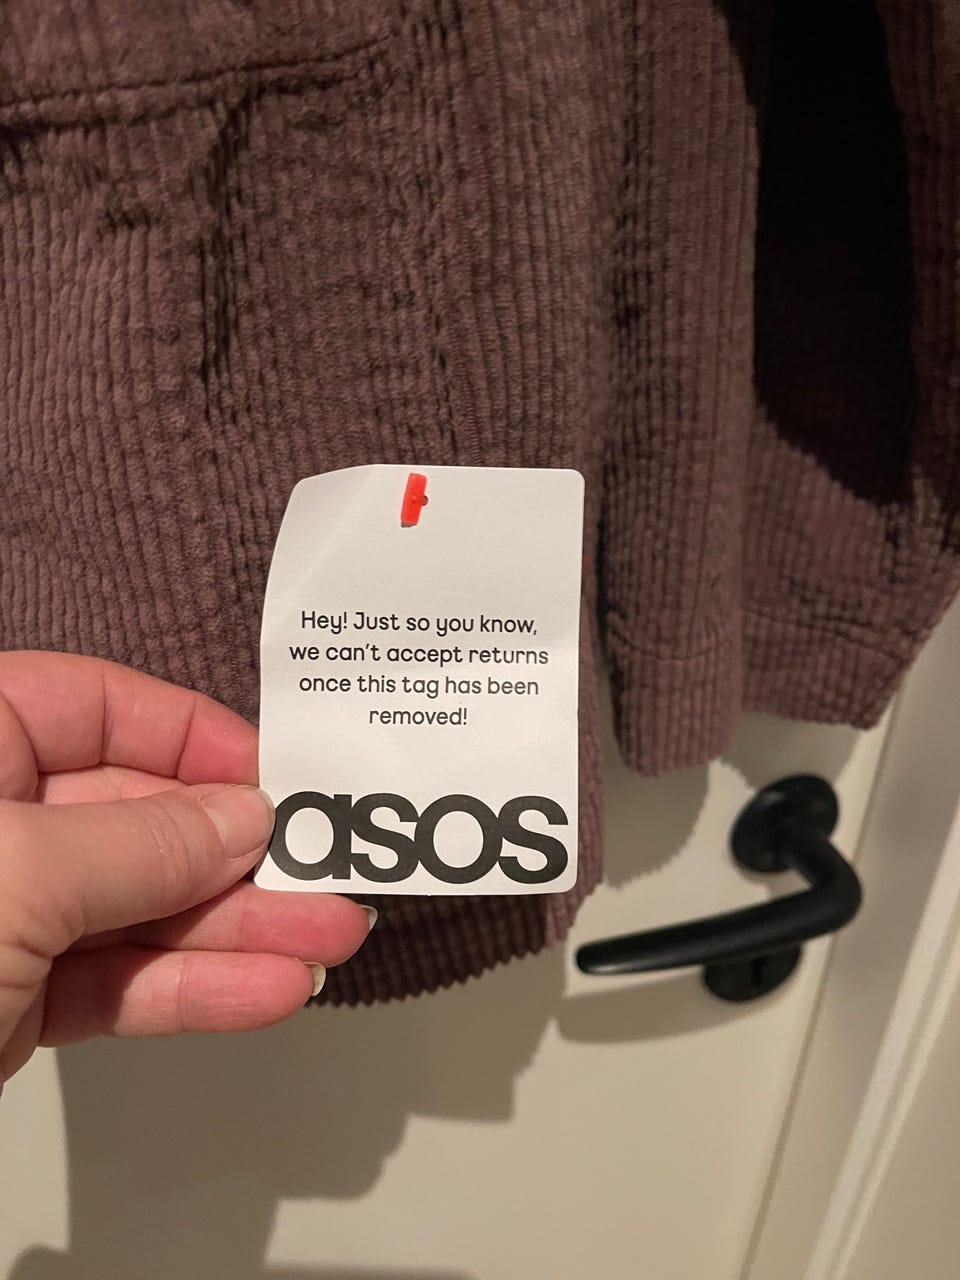 Hey! Just so you know,
we can't accept returns
once this tag has been
removed!
asos